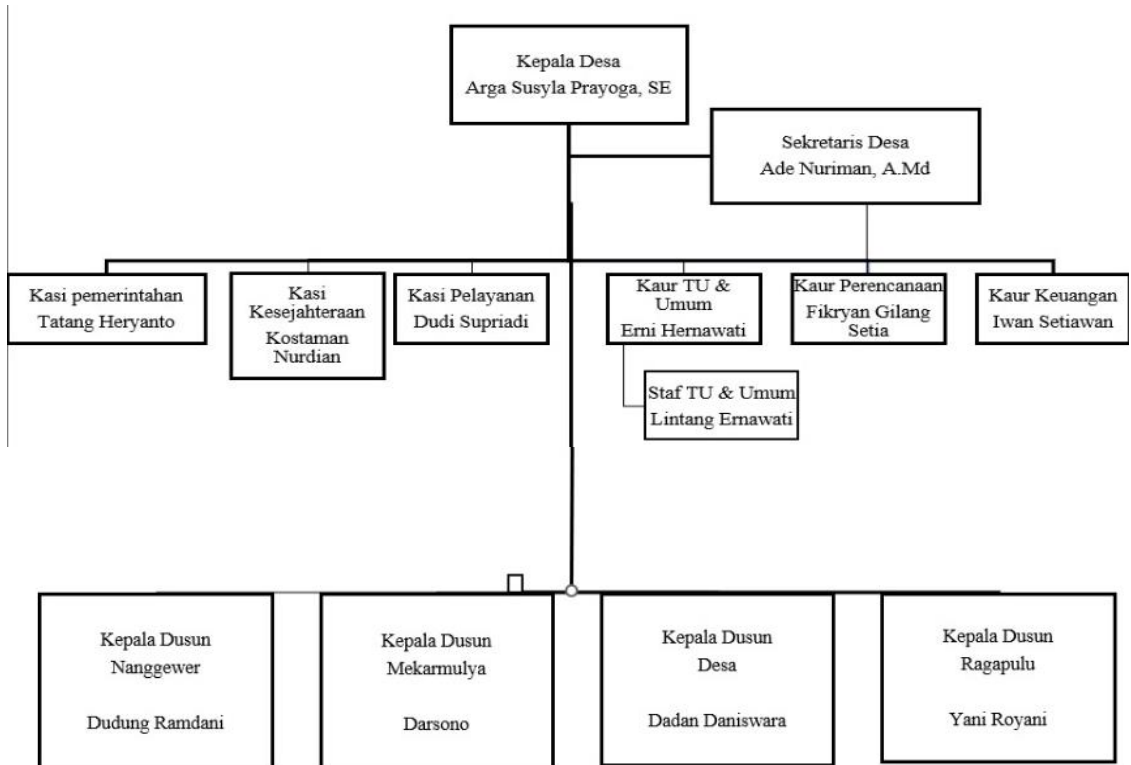 Kepala Desa
Arga Susyla Prayoga, SE
Sekretaris Desa
Ade Nuriman, A.Md
Kasi pemerintahan
Tatang Heryanto
Kasi
Kesejahteraan
Kostaman
Nurdian
Kasi Pelayanan
Dudi Supriadi
Kaur TU &
Umum
Erni Hernawati
Kaur Perencanaan
Fikryan Gilang
Setia
Kaur Keuangan
Iwan Setiawan
Staf TU & Umum
Lintang Ernawati
Kepala Dusun
Nanggewer
Dudung Ramdani
Kepala Dusun
Mekarmulya
Darsono
Kepala Dusun
Desa
Dadan Daniswara
Kepala Dusun
Ragapulu
Yani Royani